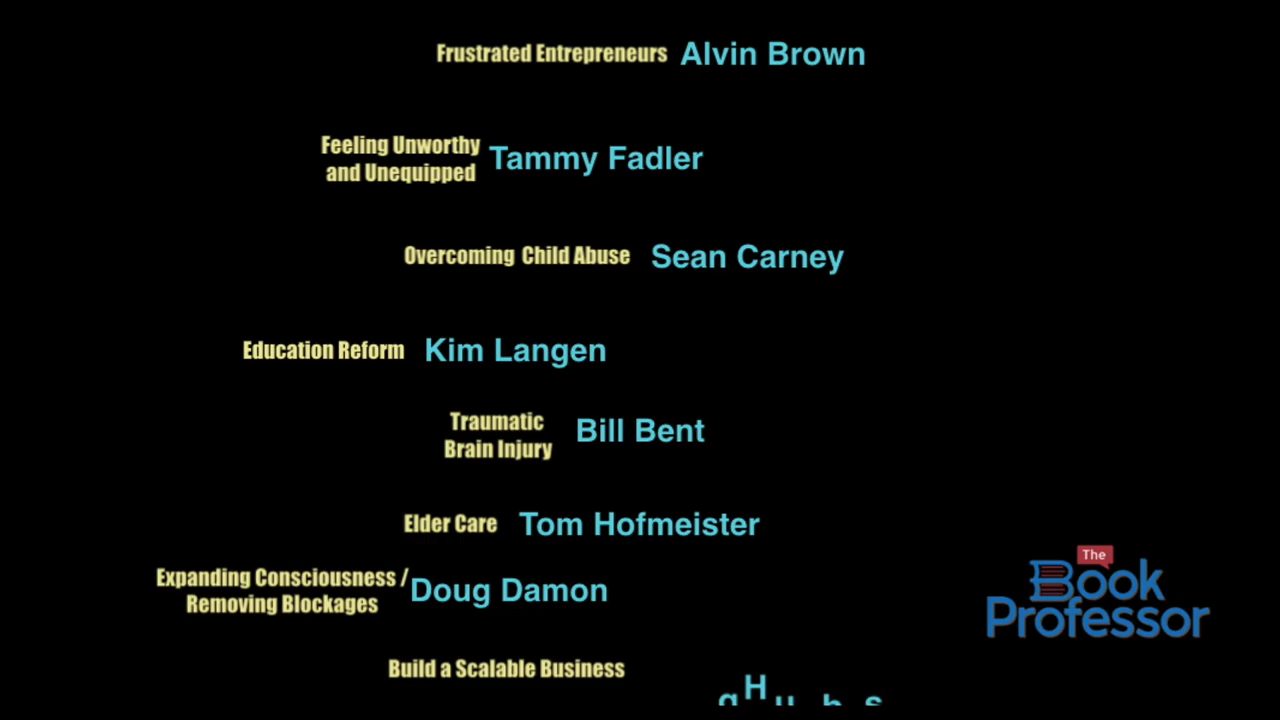 Frustrated Entrepreneurs Alvin Brown
Feeling Unworthy
and Unequipped Tammy Fadler
Overcoming Child Abuse Sean Carney
Education Reform Kim Langen
Traumatic
Brain Injury Bill Bent
Elder Care Tom Hofmeister
Expanding Consciousness /
Removing Blockages Doug Damon
The
Book
Professor
Build a Scalable Business